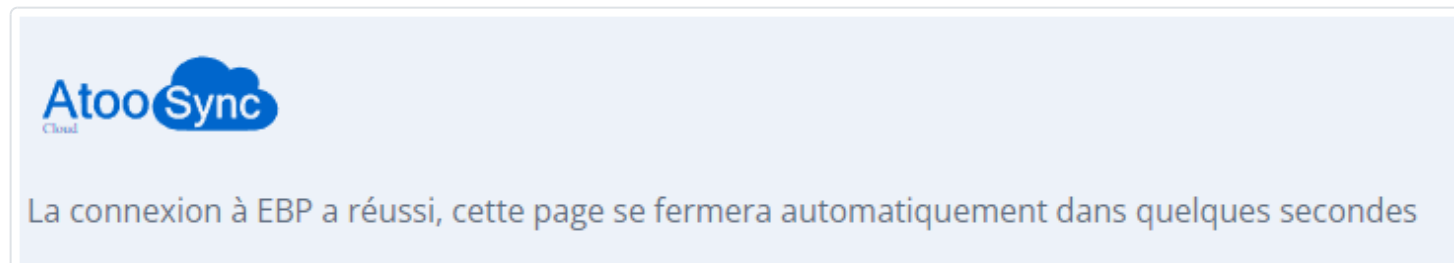 Atoo Sync
Cloud
La connexion à EBP a réussi, cette page se fermera automatiquement dans quelques secondes